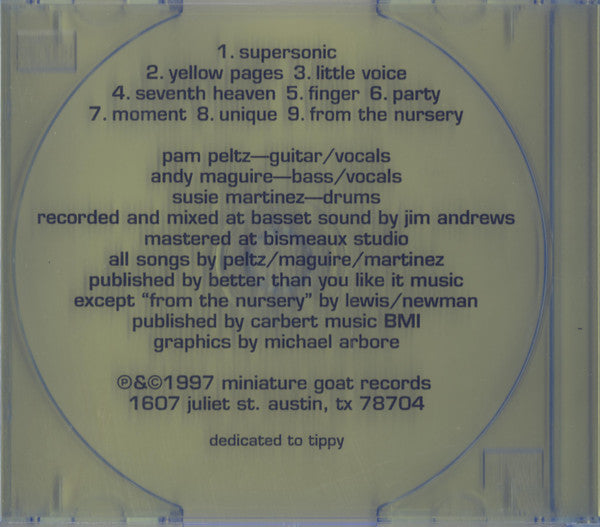 1. supersonic
2. yellow pages 3. little voice
4. seventh heaven 5. finger 6. party
7. moment 8. unique 9. from the nursery
pam peltz—guitar/vocals
andy maguire—bass/vocals
susie martinez—drums
recorded and mixed at basset sound by jim andrews
mastered at bismeaux studio
all songs by peltz/maguire/martinez
published by better than you like it music
except “from the nursery” by lewis/newman
published by carbert music BMI
graphics by michael arbore
℗&©1997 miniature goat records
1607 juliet st. austin, tx 78704
dedicated to tippy